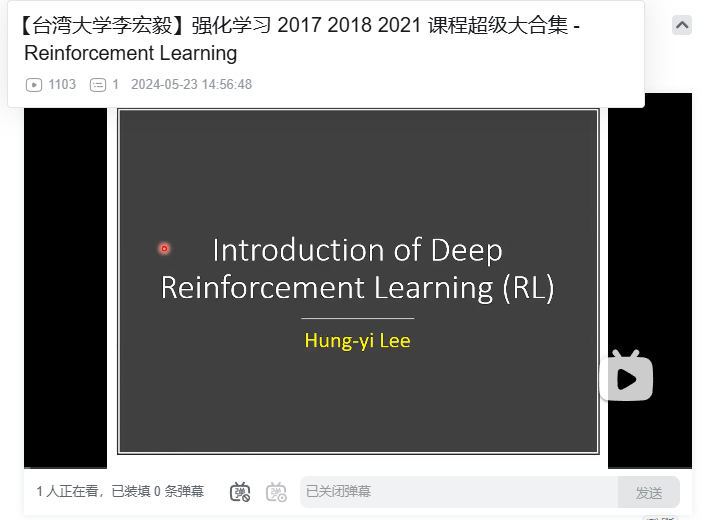 【台湾大学李宏毅】强化学习 2017 2018 2021 课程超级大合集 -
Reinforcement Learning
1103 1 2024-05-23 14:56:48
Introduction of Deep
Reinforcement Learning (RL)
Hung-yi Lee
1 人正在看，已装填 0 条弹幕 弹 弹 已关闭弹幕 发送